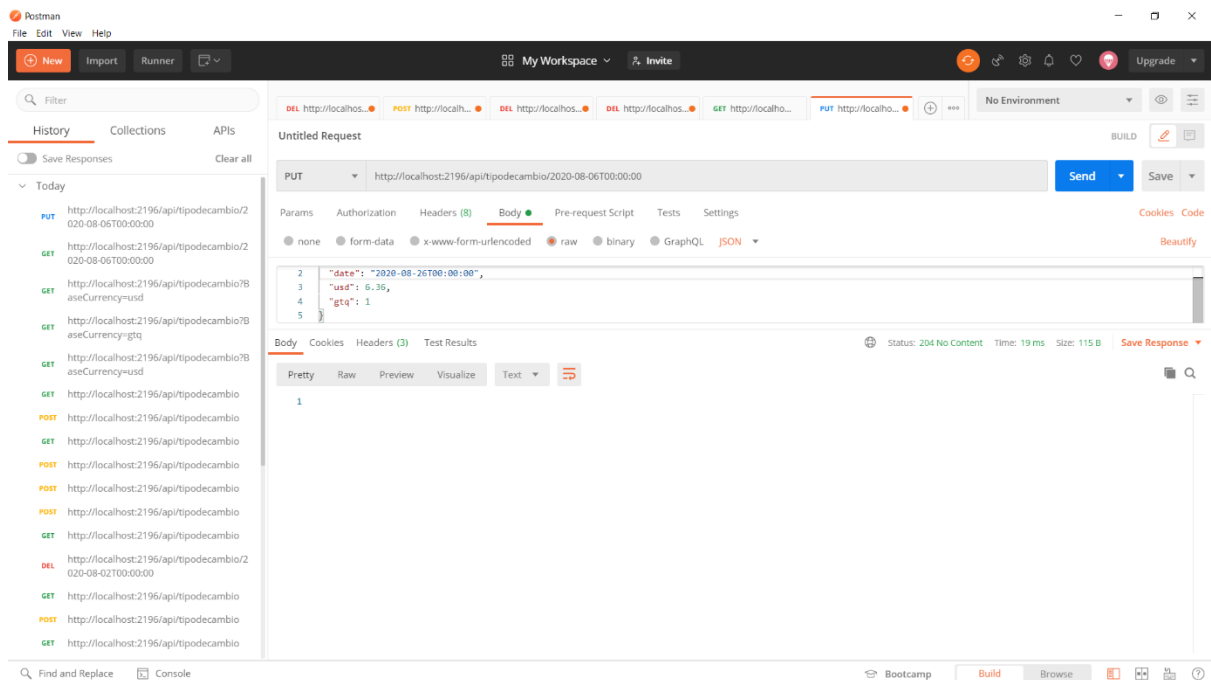 Postman
File Edit View Help
New Import Runner My Workspace Invite Upgrade
Filter
History Collections APIs
Save Responses Clear all
Today
PUT http://localhost:2196/api/tipodecambio/2
020-08-06T00:00:00
GET http://localhost:2196/api/tipodecambio/2
020-08-06T00:00:00
GET http://localhost:2196/api/tipodecambio?B
aseCurrency=usd
GET http://localhost:2196/api/tipodecambio?B
aseCurrency=gtq
GET http://localhost:2196/api/tipodecambio?B
aseCurrency=usd
GET http://localhost:2196/api/tipodecambio
POST http://localhost:2196/api/tipodecambio
GET http://localhost:2196/api/tipodecambio
POST http://localhost:2196/api/tipodecambio
POST http://localhost:2196/api/tipodecambio
POST http://localhost:2196/api/tipodecambio
GET http://localhost:2196/api/tipodecambio
DEL http://localhost:2196/api/tipodecambio/2
020-08-02T00:00:00
GET http://localhost:2196/api/tipodecambio
POST http://localhost:2196/api/tipodecambio
GET http://localhost:2196/api/tipodecambio
DEL http://localhos... POST http://localh... DEL http://localhos... DEL http://localhos... GET http://localho... PUT http://localho... No Environment
Untitled Request BUILD
PUT http://localhost:2196/api/tipodecambio/2020-08-06T00:00:00 Send Save
Params Authorization Headers (8) Body Pre-request Script Tests Settings Cookies Code
none form-data x-www-form-urlencoded raw binary GraphQL JSON Beautify
2 "date": "2020-08-26T00:00:00",
3 "usd": 6.36,
4 "gtq": 1
5 }
Body Cookies Headers (3) Test Results Status: 204 No Content Time: 19 ms Size: 115 B Save Response
Pretty Raw Preview Visualize Text
1
Find and Replace Console Bootcamp Build Browse